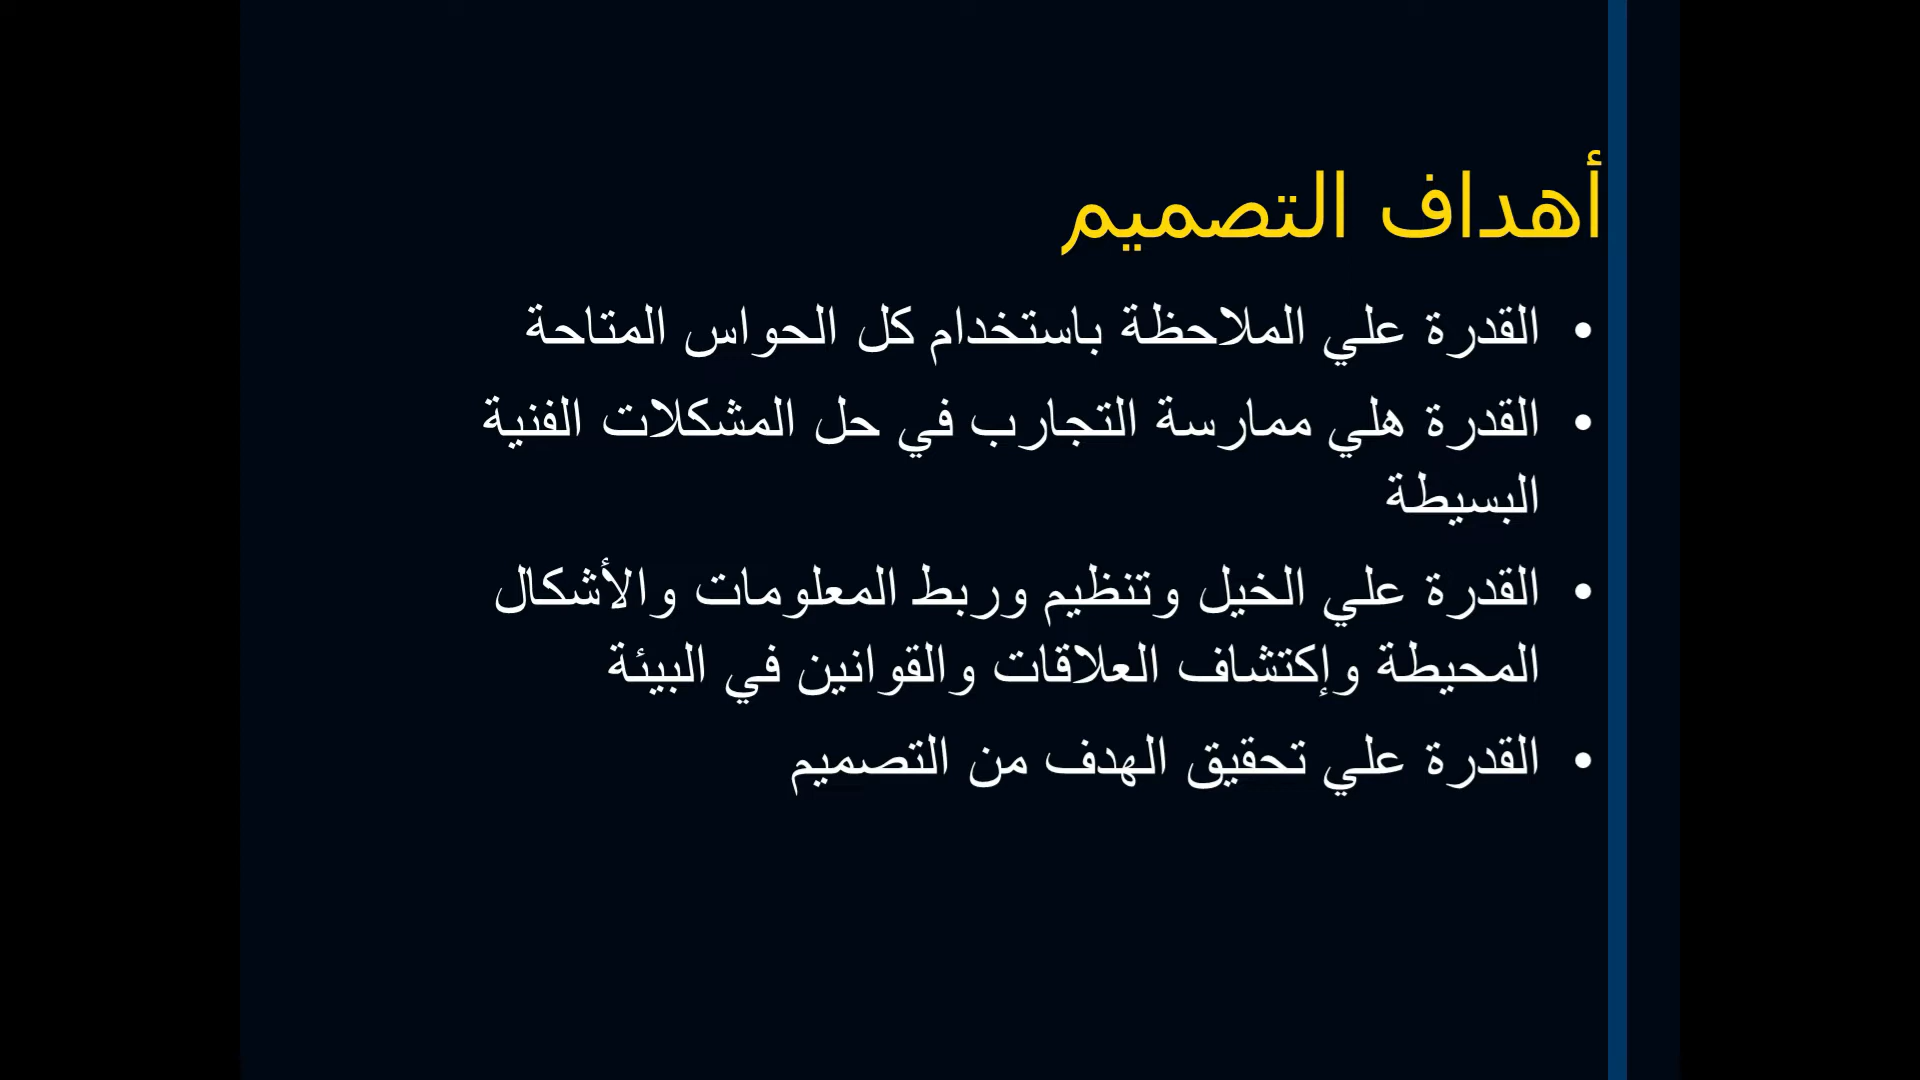 أهداف التصميم
• القدرة علي الملاحظة باستخدام كل الحواس المتاحة
• القدرة هلي ممارسة التجارب في حل المشكلات الفنية
البسيطة
• القدرة علي الخيل وتنظيم وربط المعلومات والأشكال
المحيطة وإكتشاف العلاقات والقوانين في البيئة
• القدرة علي تحقيق الهدف من التصميم